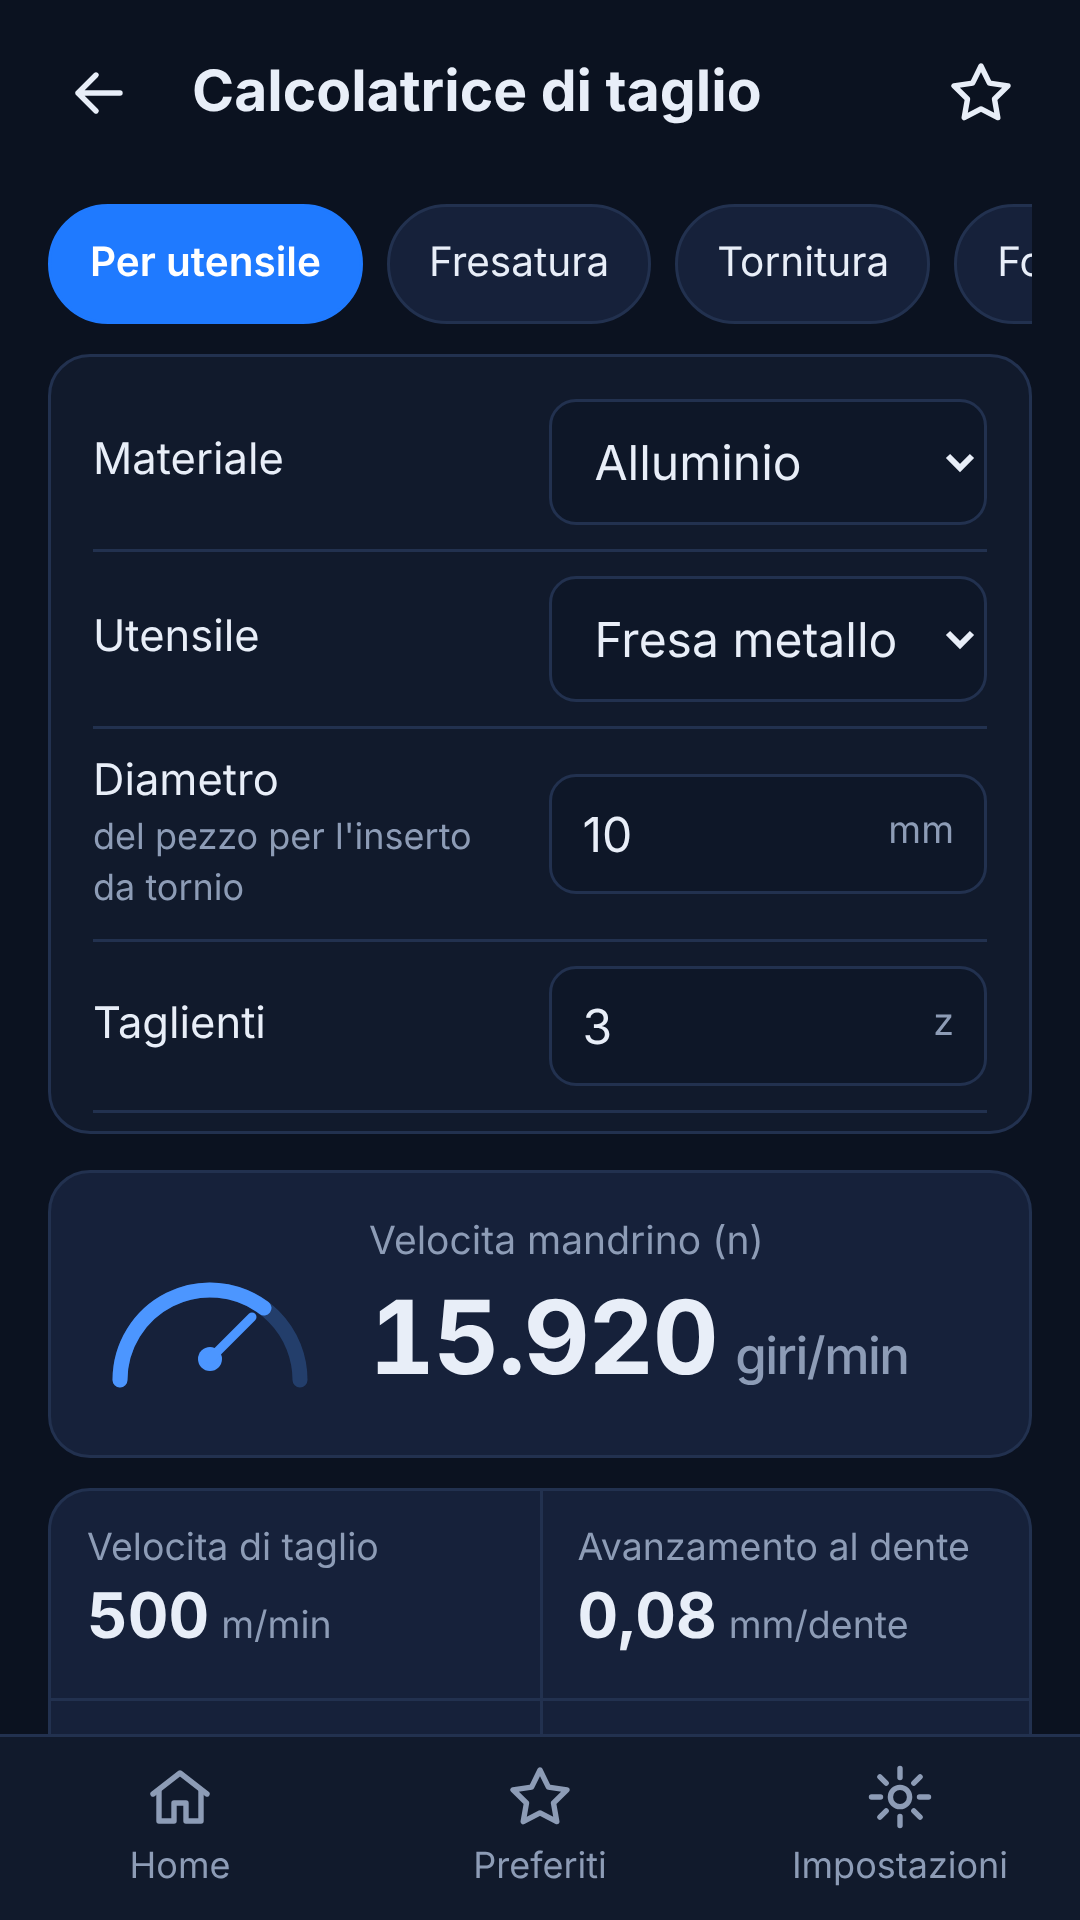 Calcolatrice di taglio
Per utensile
Fresatura
Tornitura
Materiale
Alluminio
Utensile
Fresa metallo
Diametro
del pezzo per l'inserto
da tornio
10
mm
Taglienti
3
z
Velocita mandrino (n)
15.920 giri/min
Velocita di taglio
500 m/min
Avanzamento al dente
0,08 mm/dente
Home
Preferiti
Impostazioni